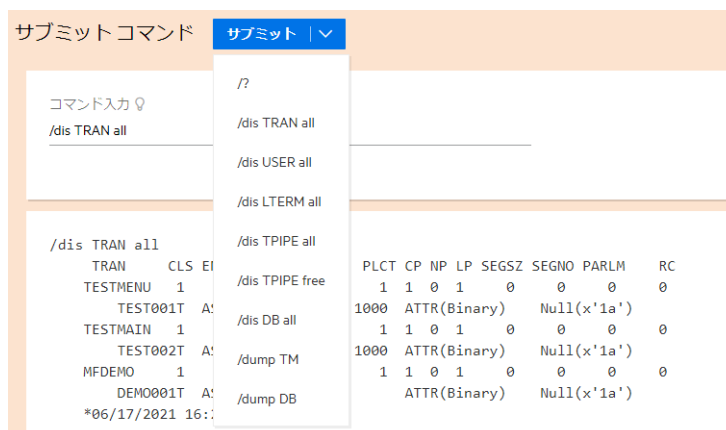 サブミット コマンド サブミット
/?
コマンド入力
/dis TRAN all
/dis TRAN all
/dis USER all
/dis LTERM all
/dis TPIPE all
/dis TPIPE free
/dis DB all
/dump TM
/dump DB
/dis TRAN all
TRAN CLS PLCT CP NP LP SEGSZ SEGNO PARLM RC
TESTMENU 1 1 1 0 1 0 0 0 0
TEST001T 1000 ATTR(Binary) Null(x'1a')
TESTMAIN 1 1 1 0 1 0 0 0 0
TEST002T 1000 ATTR(Binary) Null(x'1a')
MFDEMO 1 1 1 0 1 0 0 0 0
DEMO001T ATTR(Binary) Null(x'1a')
*06/17/2021